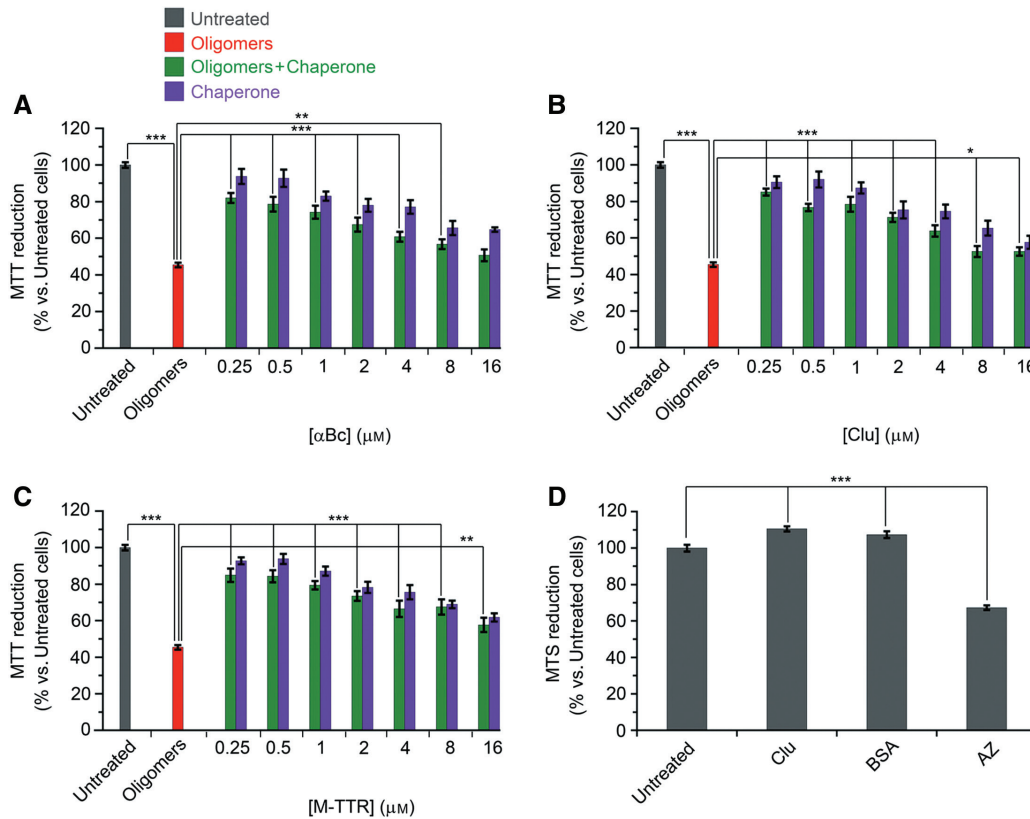 Untreated
Oligomers
Oligomers+Chaperone
Chaperone
A
120
100
80
60
40
20
0
MTT reduction
(% vs. Untreated cells)
***
**
***
Untreated
Oligomers
0.25 0.5 1 2 4 8 16
[αBc] (μM)
B
120
100
80
60
40
20
0
MTT reduction
(% vs. Untreated cells)
***
***
*
Untreated
Oligomers
0.25 0.5 1 2 4 8 16
[Clu] (μM)
C
120
100
80
60
40
20
0
MTT reduction
(% vs. Untreated cells)
***
***
**
Untreated
Oligomers
0.25 0.5 1 2 4 8 16
[M-TTR] (μM)
D
120
100
80
60
40
20
0
MTS reduction
(% vs. Untreated cells)
***
Untreated
Clu
BSA
AZ